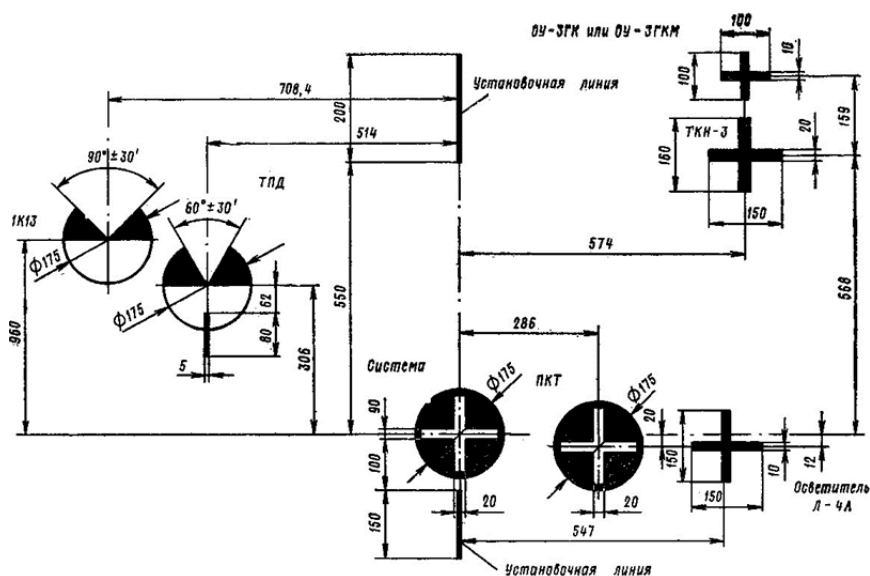 ОУ-3ГК или ОУ-3ГКМ
100
10
100
708,4
Установочная линия
200
159
514
ТКН-3
20
160
90°±30'
ТПД
60°±30'
1К13
150
574
Ф175
550
668
960
62
Ф175
306
80
286
5
Система
Ф175
ПКТ
Ф175
90
20
150
10
12
100
150
Осветитель
Л-4А
20
20
150
547
Установочная линия